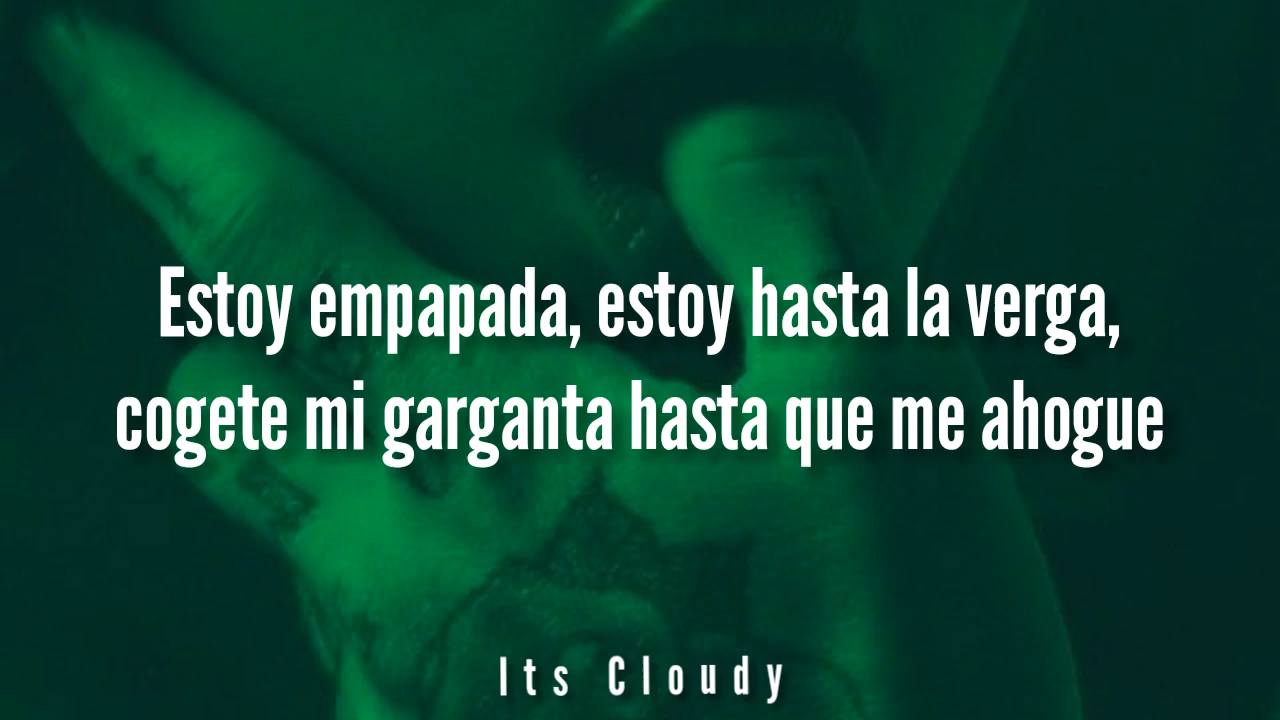 Estoy empapada, estoy hasta la verga,
cogete mi garganta hasta que me ahogue
Its Cloudy